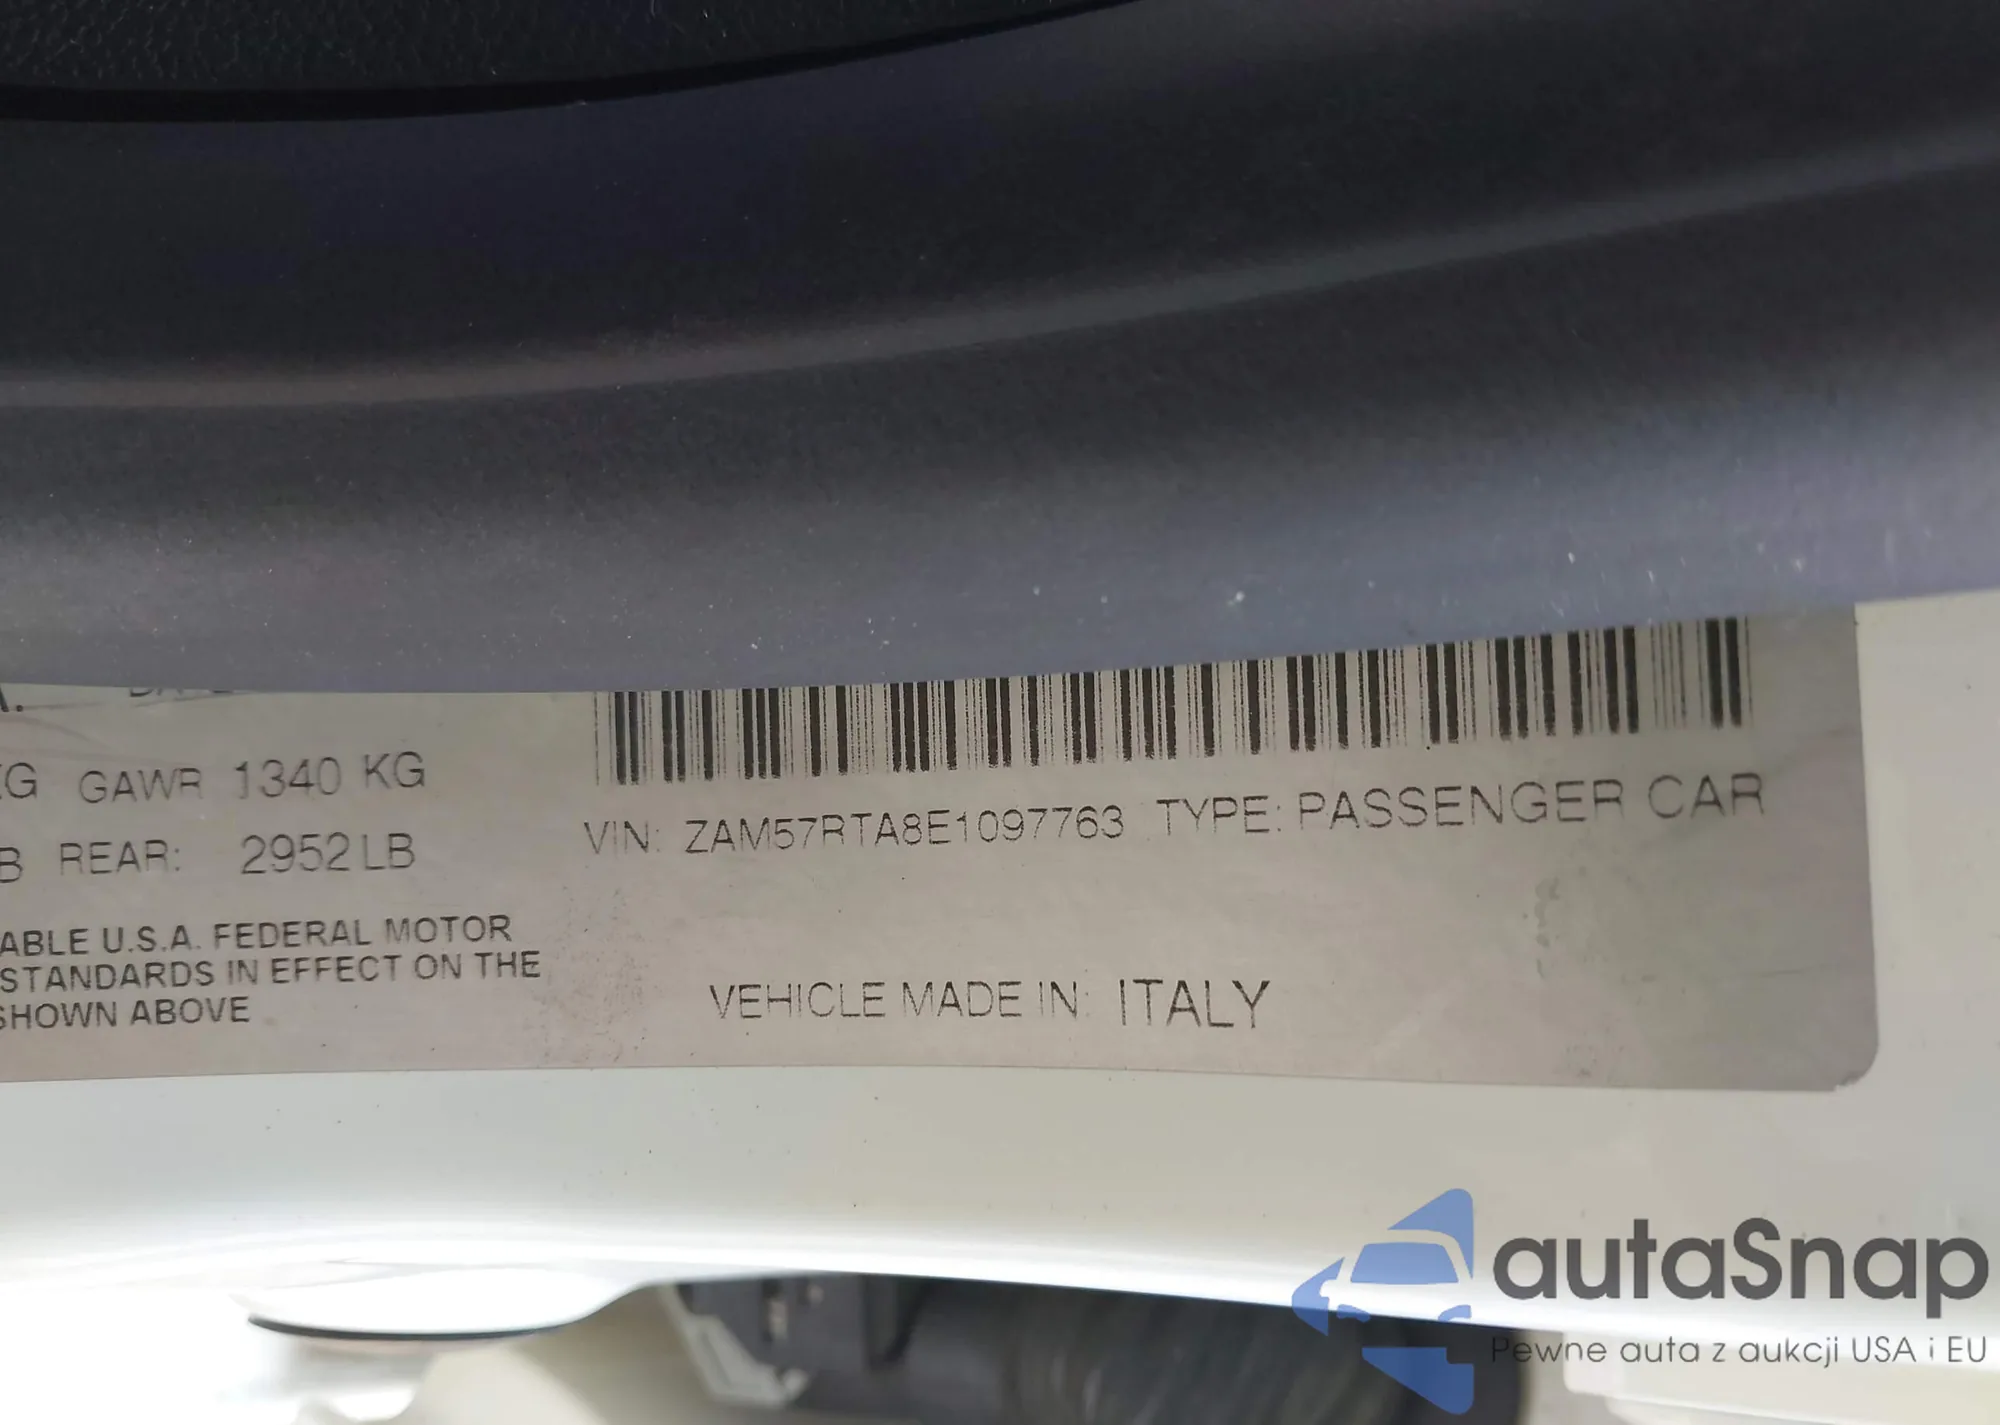 KG GAWR 1340 KG
B REAR: 2952 LB
VIN: ZAM57RTA8E1097763 TYPE: PASSENGER CAR
ABLE U.S.A. FEDERAL MOTOR
STANDARDS IN EFFECT ON THE
SHOWN ABOVE
VEHICLE MADE IN: ITALY
autaSnap
Pewne auta z aukcji USA i EU